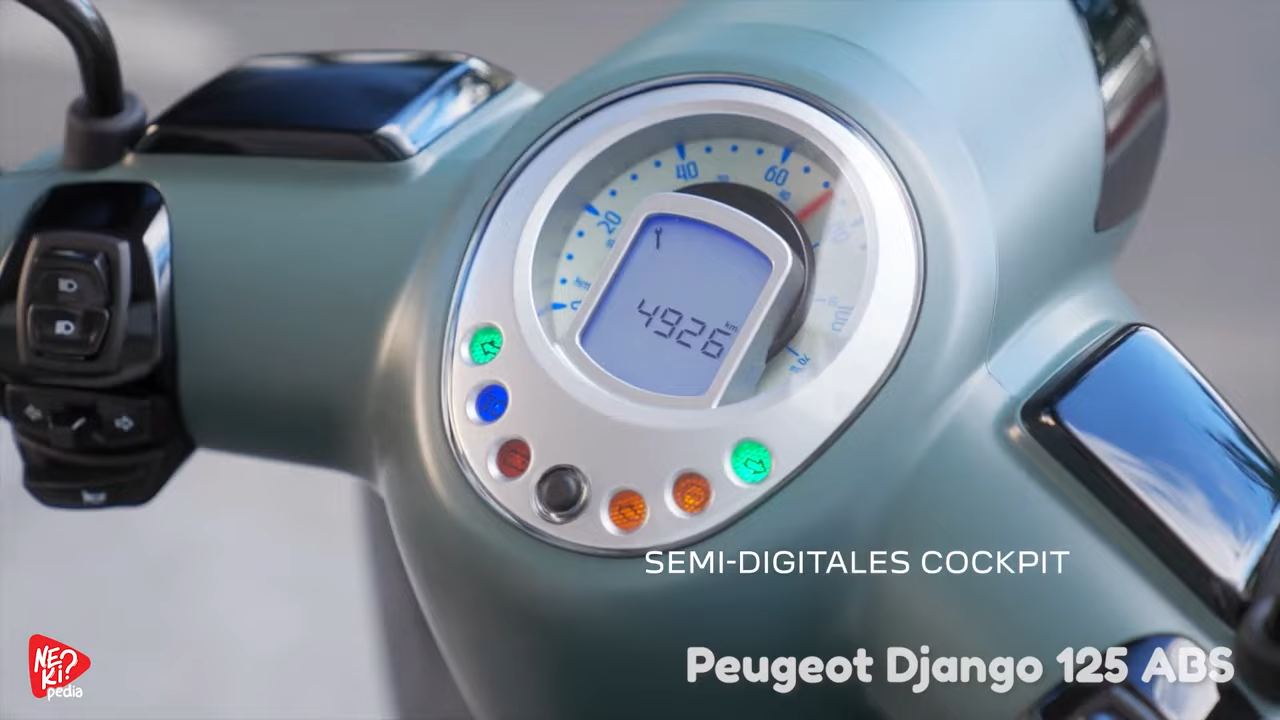 40
60
20
km
4926
SEMI-DIGITALES COCKPIT
Peugeot Django 125 ABS
NE
Ki?
pedia